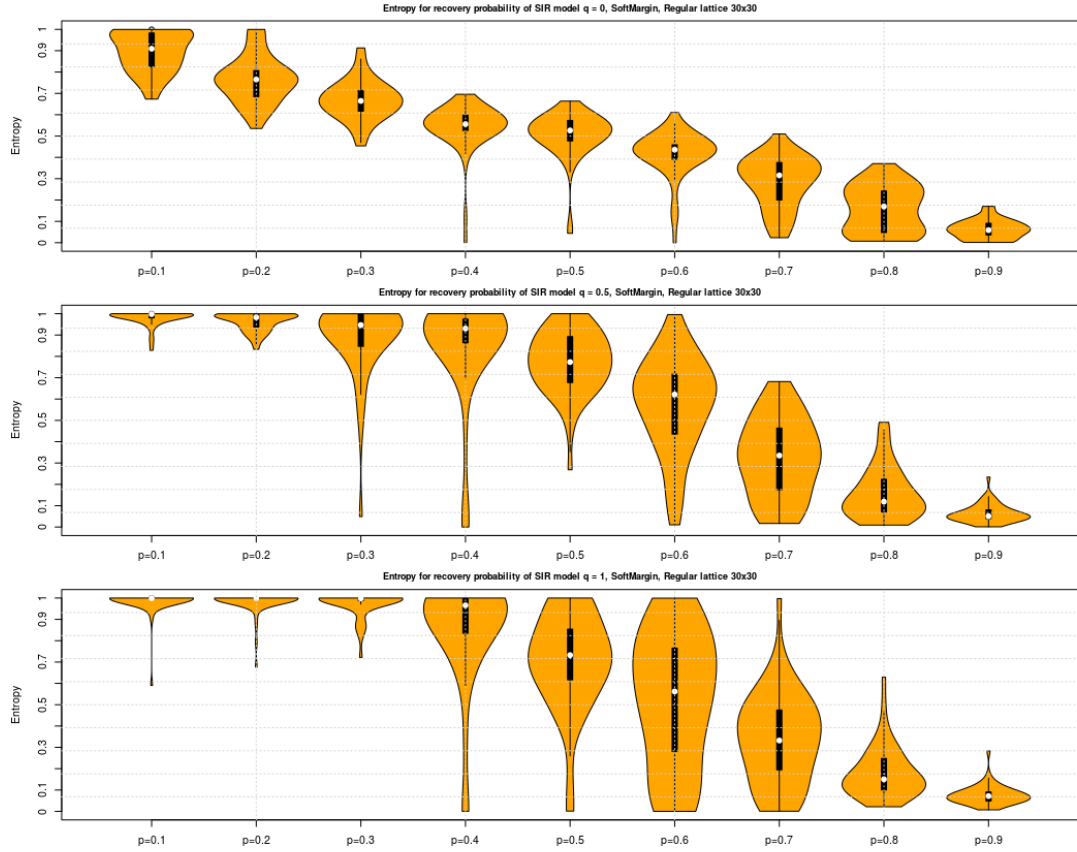 Entropy for recovery probability of SIR model q = 0, SoftMargin, Regular lattice 30x30
Entropy
1
0.9
0.7
0.5
0.3
0.1
0
p=0.1 p=0.2 p=0.3 p=0.4 p=0.5 p=0.6 p=0.7 p=0.8 p=0.9
Entropy for recovery probability of SIR model q = 0.5, SoftMargin, Regular lattice 30x30
Entropy
1
0.9
0.7
0.5
0.3
0.1
0
p=0.1 p=0.2 p=0.3 p=0.4 p=0.5 p=0.6 p=0.7 p=0.8 p=0.9
Entropy for recovery probability of SIR model q = 1, SoftMargin, Regular lattice 30x30
Entropy
1
0.9
0.7
0.5
0.3
0.1
0
p=0.1 p=0.2 p=0.3 p=0.4 p=0.5 p=0.6 p=0.7 p=0.8 p=0.9